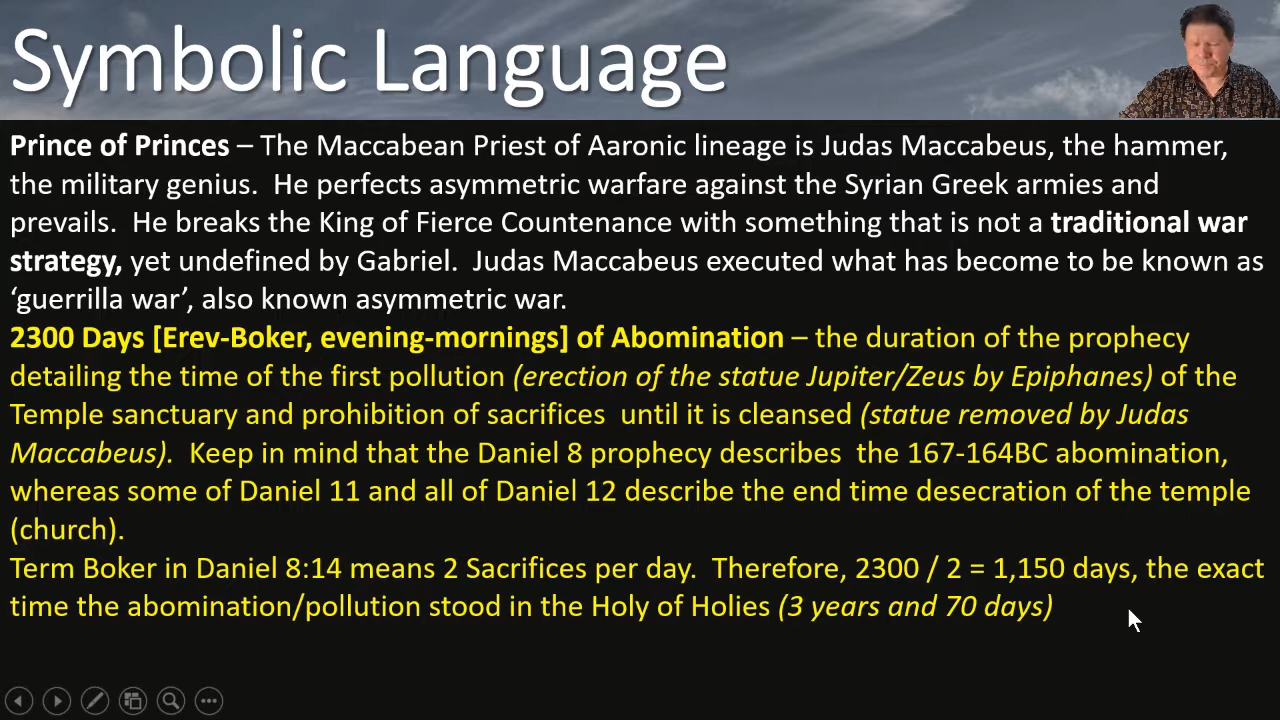 Symbolic Language
Prince of Princes – The Maccabean Priest of Aaronic lineage is Judas Maccabeus, the hammer,
the military genius.  He perfects asymmetric warfare against the Syrian Greek armies and
prevails.  He breaks the King of Fierce Countenance with something that is not a traditional war
strategy, yet undefined by Gabriel.  Judas Maccabeus executed what has become to be known as
‘guerrilla war’, also known asymmetric war.
2300 Days [Erev-Boker, evening-mornings] of Abomination – the duration of the prophecy
detailing the time of the first pollution (erection of the statue Jupiter/Zeus by Epiphanes) of the
Temple sanctuary and prohibition of sacrifices  until it is cleansed (statue removed by Judas
Maccabeus).  Keep in mind that the Daniel 8 prophecy describes  the 167-164BC abomination,
whereas some of Daniel 11 and all of Daniel 12 describe the end time desecration of the temple
(church).
Term Boker in Daniel 8:14 means 2 Sacrifices per day.  Therefore, 2300 / 2 = 1,150 days, the exact
time the abomination/pollution stood in the Holy of Holies (3 years and 70 days)